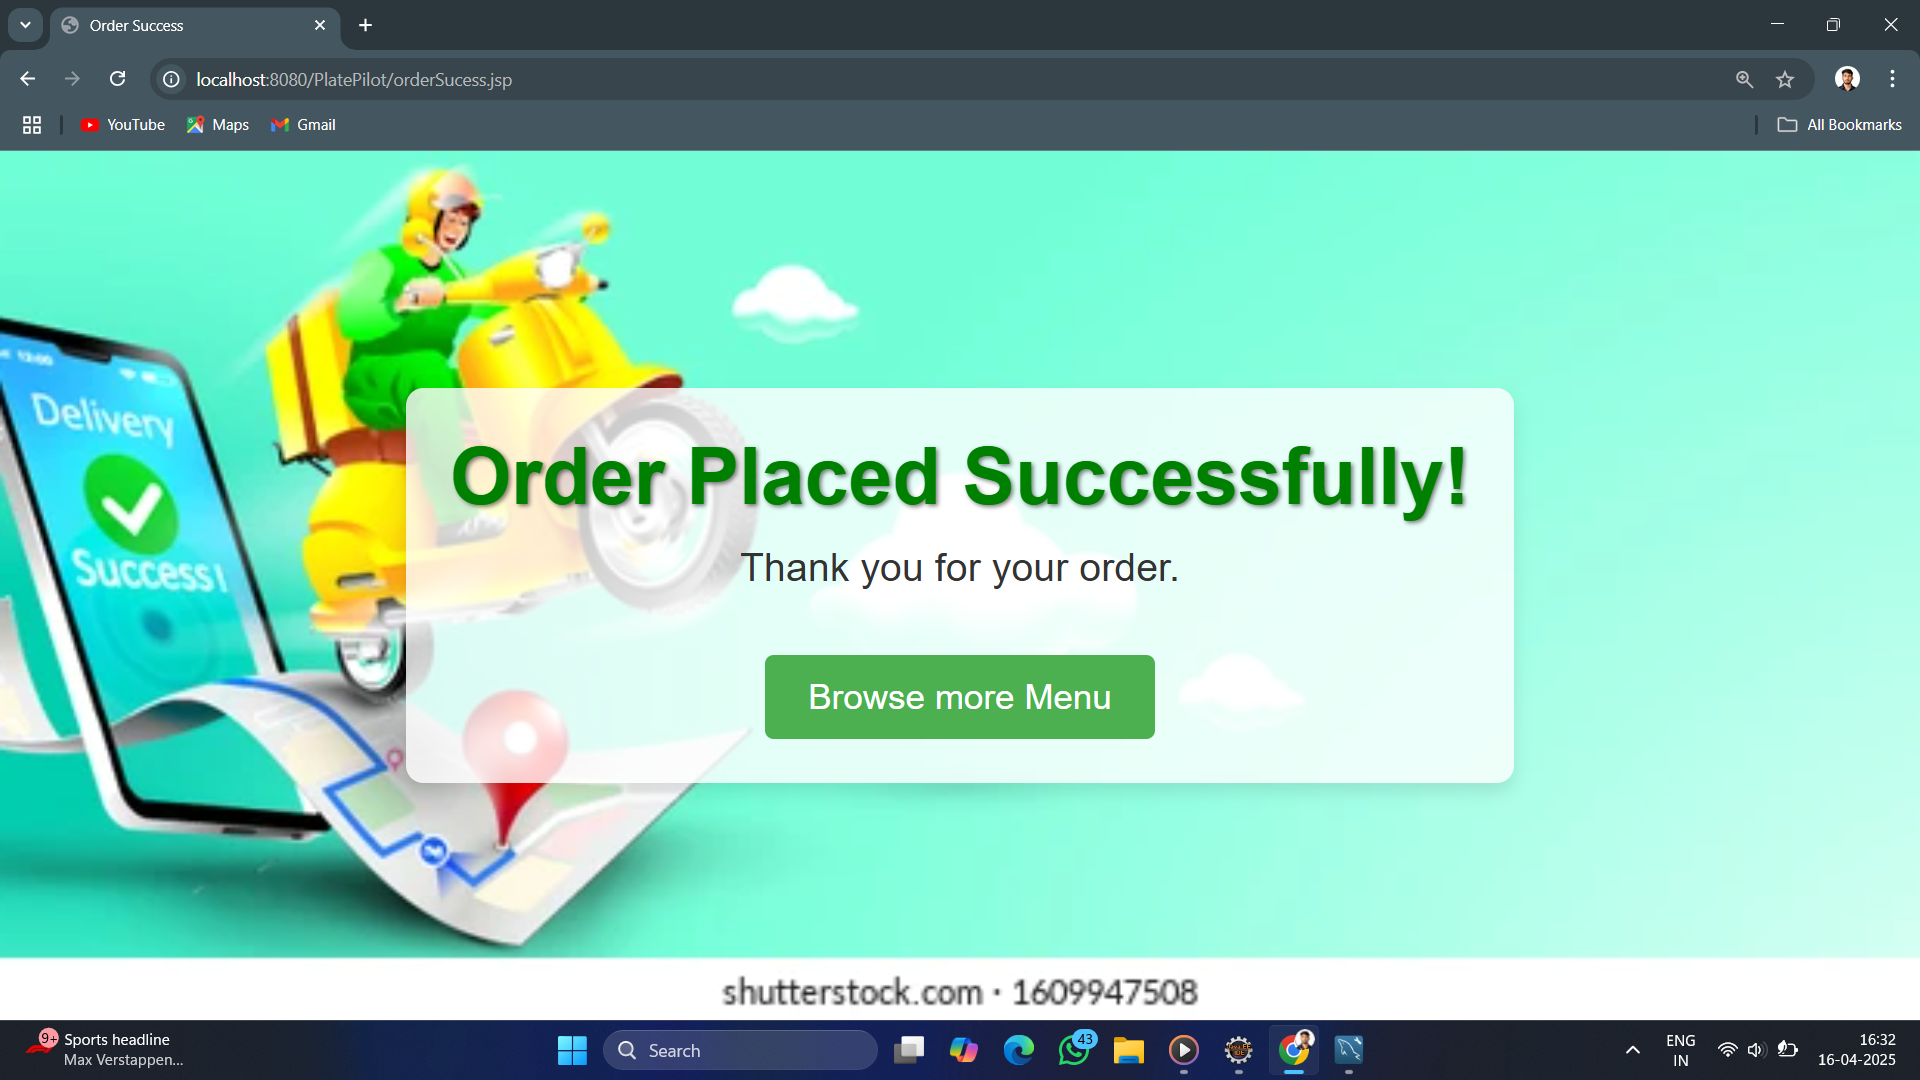 Order Success
localhost:8080/PlatePilot/orderSucess.jsp
YouTube
Maps
Gmail
All Bookmarks
12:00
Delivery
Success!
Order Placed Successfully!
Thank you for your order.
Browse more Menu
shutterstock.com · 1609947508
9+
Sports headline
Max Verstappen...
Search
43
ENG
IN
16:32
16-04-2025